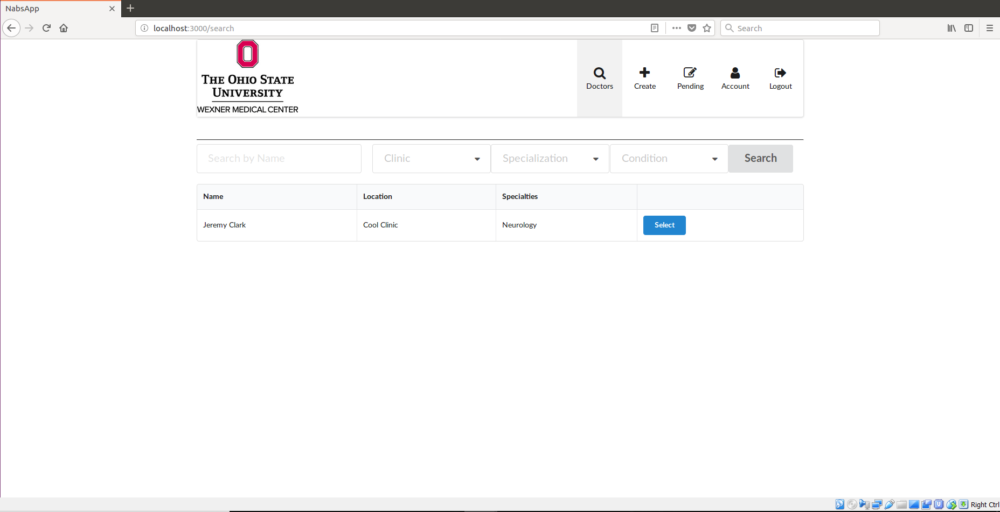 NabsApp
localhost:3000/search
Search
THE OHIO STATE
UNIVERSITY
WEXNER MEDICAL CENTER
Doctors
Create
Pending
Account
Logout
Search by Name
Clinic
Specialization
Condition
Search
Name
Location
Specialties
Jeremy Clark
Cool Clinic
Neurology
Select
Right Ctrl